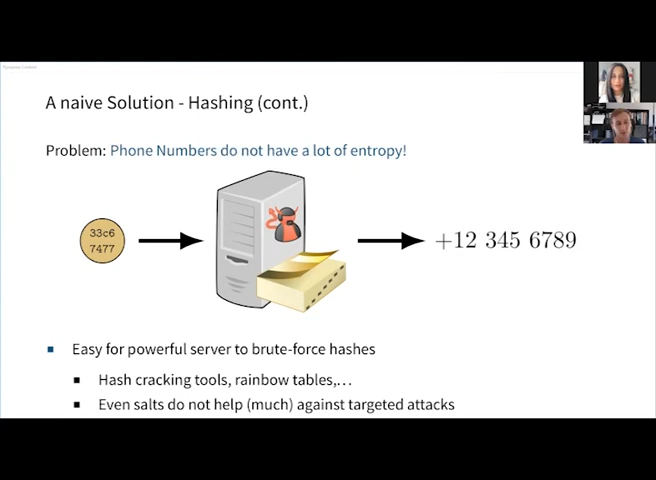 A naive Solution - Hashing (cont.)
Problem: Phone Numbers do not have a lot of entropy!
33c6
7477
+12 345 6789
Easy for powerful server to brute-force hashes
Hash cracking tools, rainbow tables,…
Even salts do not help (much) against targeted attacks